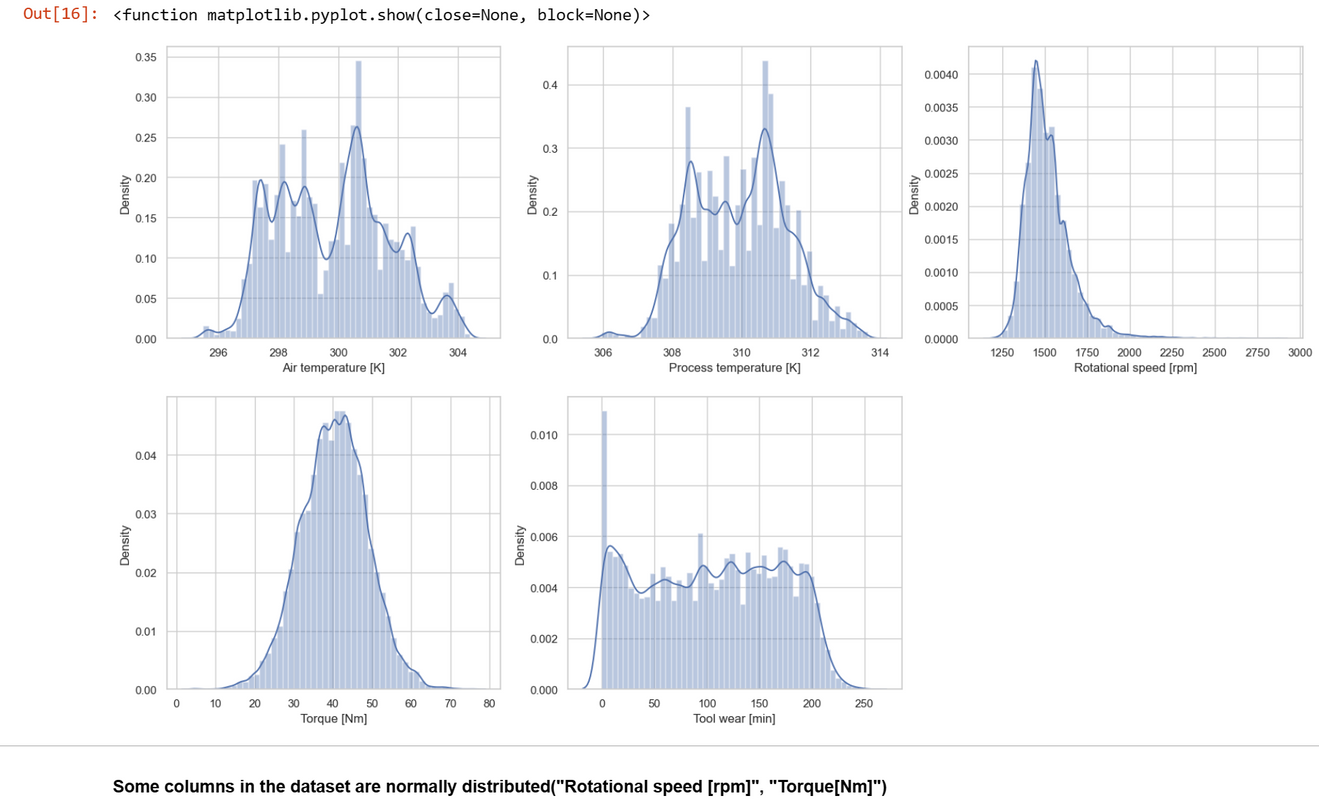 Out[16]: <function matplotlib.pyplot.show(close=None, block=None)>
0.35
0.30
0.25
0.20
0.15
0.10
0.05
0.00
Density
296 298 300 302 304
Air temperature [K]
0.4
0.3
0.2
0.1
0.0
Density
306 308 310 312 314
Process temperature [K]
0.0040
0.0035
0.0030
0.0025
0.0020
0.0015
0.0010
0.0005
0.0000
Density
1250 1500 1750 2000 2250 2500 2750 3000
Rotational speed [rpm]
0.04
0.03
0.02
0.01
0.00
Density
0 10 20 30 40 50 60 70 80
Torque [Nm]
0.010
0.008
0.006
0.004
0.002
0.000
Density
0 50 100 150 200 250
Tool wear [min]
Some columns in the dataset are normally distributed("Rotational speed [rpm]", "Torque[Nm]")